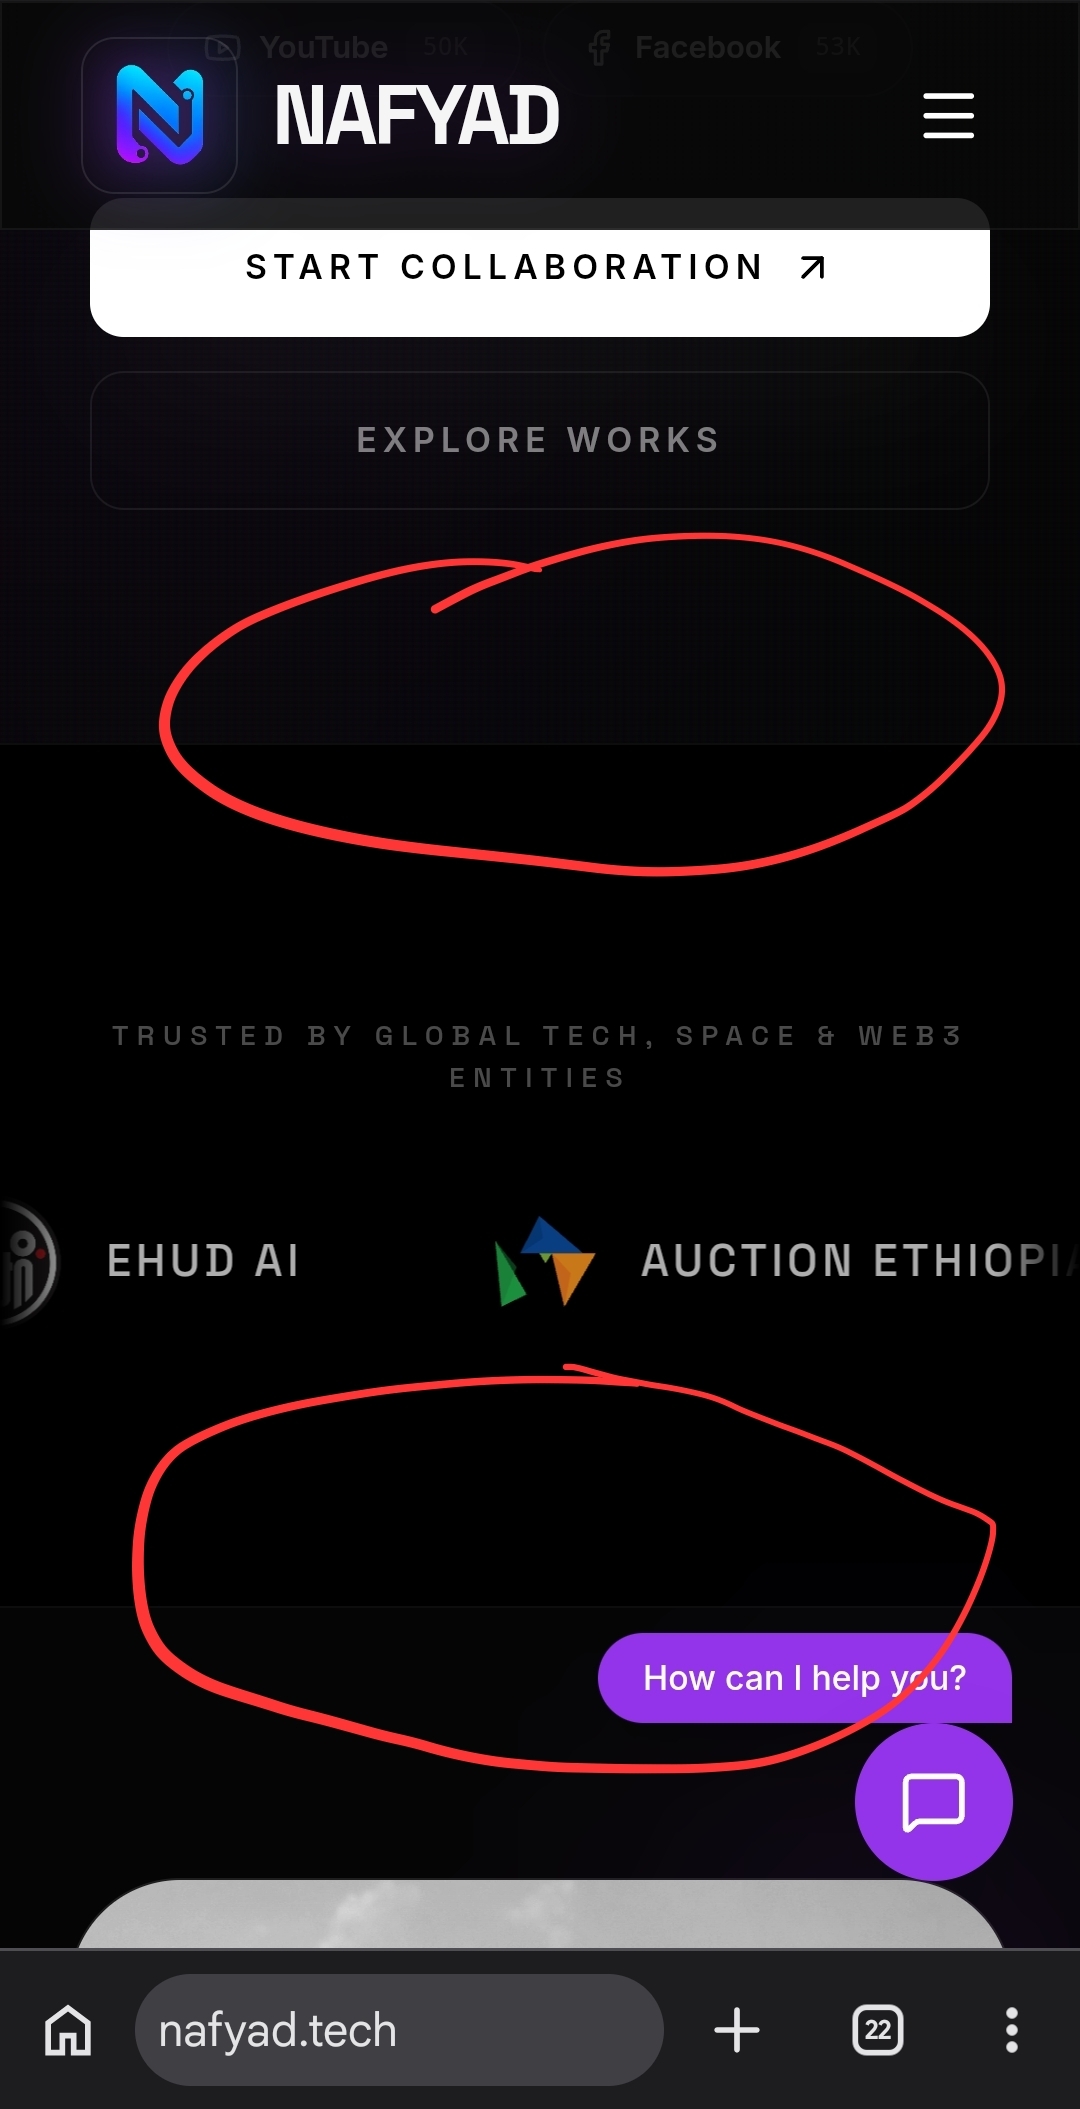 YouTube 50K Facebook 53K
NAFYAD
START COLLABORATION
EXPLORE WORKS
TRUSTED BY GLOBAL TECH, SPACE & WEB3
ENTITIES
EHUD AI AUCTION ETHIOPIA
How can I help you?
nafyad.tech
22